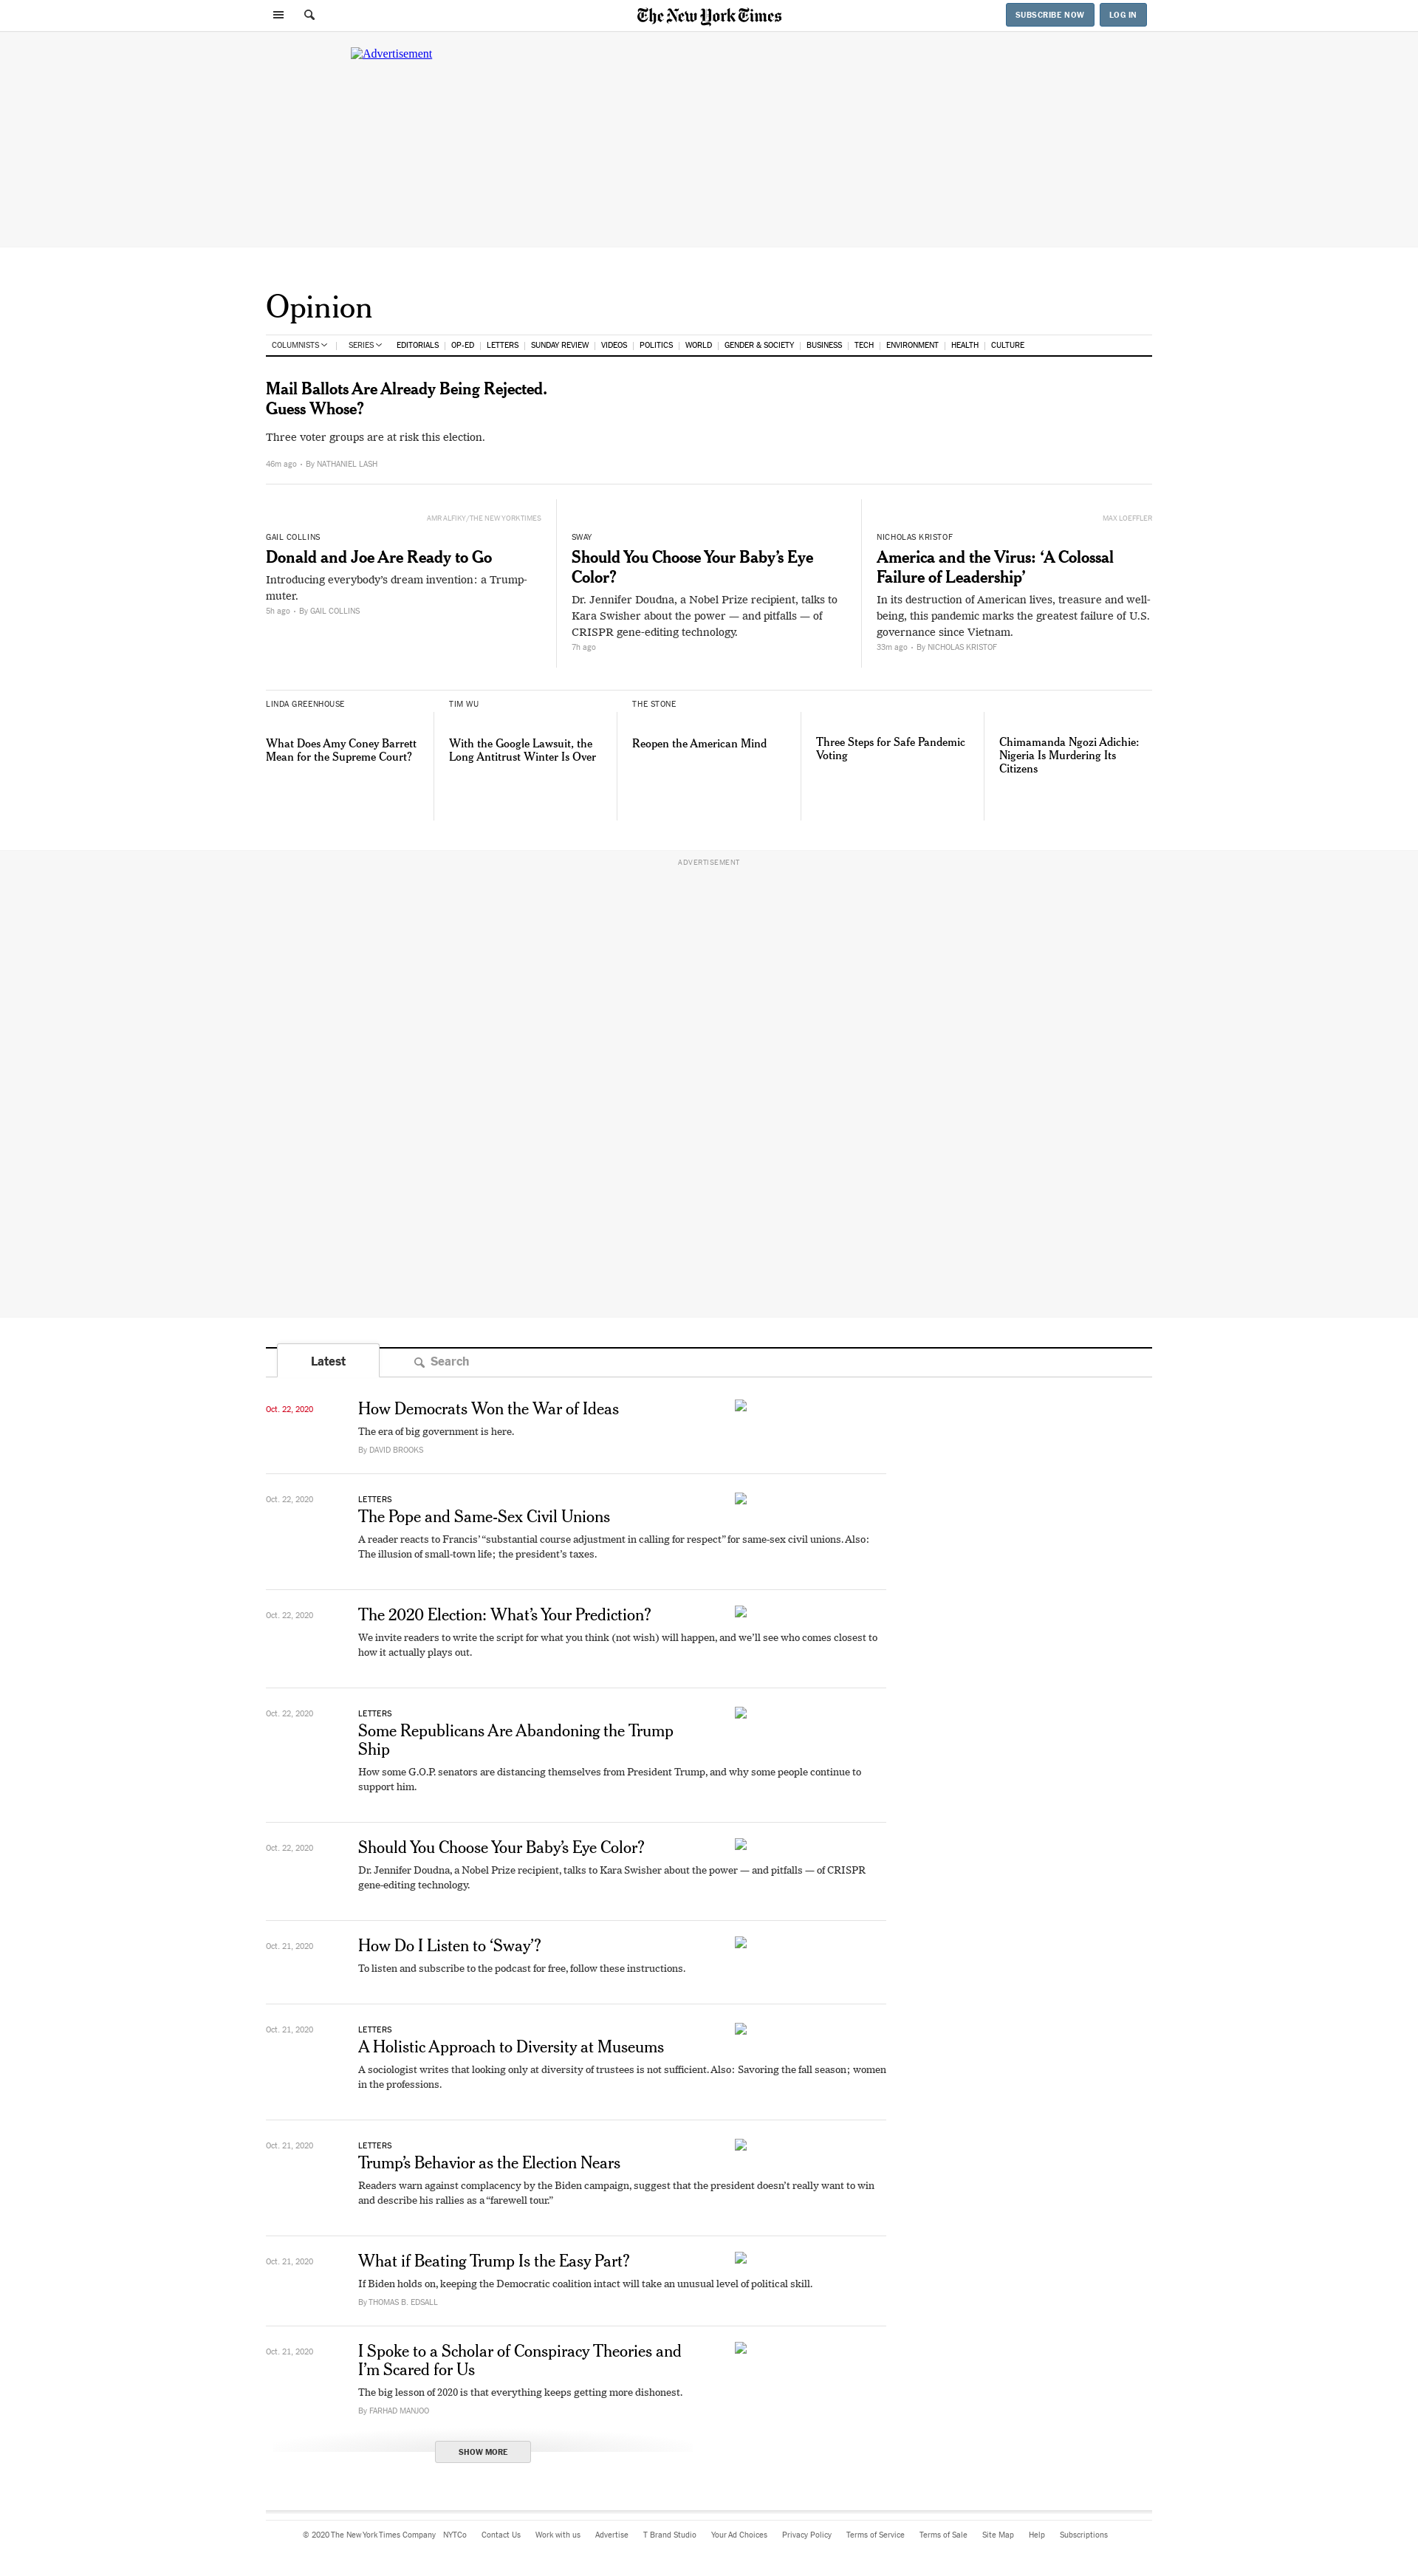 The New York Times
SUBSCRIBE NOW
LOG IN
Advertisement
Opinion
COLUMNISTS
SERIES
EDITORIALS
OP-ED
LETTERS
SUNDAY REVIEW
VIDEOS
POLITICS
WORLD
GENDER & SOCIETY
BUSINESS
TECH
ENVIRONMENT
HEALTH
CULTURE
Mail Ballots Are Already Being Rejected.
Guess Whose?
Three voter groups are at risk this election.
46m ago • By NATHANIEL LASH
AMR ALFIKY/THE NEW YORK TIMES
GAIL COLLINS
Donald and Joe Are Ready to Go
Introducing everybody's dream invention: a Trump-
muter.
5h ago • By GAIL COLLINS
SWAY
Should You Choose Your Baby's Eye
Color?
Dr. Jennifer Doudna, a Nobel Prize recipient, talks to
Kara Swisher about the power — and pitfalls — of
CRISPR gene-editing technology.
7h ago
MAX LOEFFLER
NICHOLAS KRISTOF
America and the Virus: 'A Colossal
Failure of Leadership'
In its destruction of American lives, treasure and well-
being, this pandemic marks the greatest failure of U.S.
governance since Vietnam.
33m ago • By NICHOLAS KRISTOF
LINDA GREENHOUSE
What Does Amy Coney Barrett
Mean for the Supreme Court?
TIM WU
With the Google Lawsuit, the
Long Antitrust Winter Is Over
THE STONE
Reopen the American Mind
Three Steps for Safe Pandemic
Voting
Chimamanda Ngozi Adichie:
Nigeria Is Murdering Its
Citizens
ADVERTISEMENT
Latest
Search
Oct. 22, 2020
How Democrats Won the War of Ideas
The era of big government is here.
By DAVID BROOKS
Oct. 22, 2020
LETTERS
The Pope and Same-Sex Civil Unions
A reader reacts to Francis' "substantial course adjustment in calling for respect" for same-sex civil unions. Also:
The illusion of small-town life; the president's taxes.
Oct. 22, 2020
The 2020 Election: What's Your Prediction?
We invite readers to write the script for what you think (not wish) will happen, and we'll see who comes closest to
how it actually plays out.
Oct. 22, 2020
LETTERS
Some Republicans Are Abandoning the Trump
Ship
How some G.O.P. senators are distancing themselves from President Trump, and why some people continue to
support him.
Oct. 22, 2020
Should You Choose Your Baby's Eye Color?
Dr. Jennifer Doudna, a Nobel Prize recipient, talks to Kara Swisher about the power — and pitfalls — of CRISPR
gene-editing technology.
Oct. 21, 2020
How Do I Listen to 'Sway'?
To listen and subscribe to the podcast for free, follow these instructions.
Oct. 21, 2020
LETTERS
A Holistic Approach to Diversity at Museums
A sociologist writes that looking only at diversity of trustees is not sufficient. Also: Savoring the fall season; women
in the professions.
Oct. 21, 2020
LETTERS
Trump's Behavior as the Election Nears
Readers warn against complacency by the Biden campaign, suggest that the president doesn't really want to win
and describe his rallies as a "farewell tour."
Oct. 21, 2020
What if Beating Trump Is the Easy Part?
If Biden holds on, keeping the Democratic coalition intact will take an unusual level of political skill.
By THOMAS B. EDSALL
Oct. 21, 2020
I Spoke to a Scholar of Conspiracy Theories and
I'm Scared for Us
The big lesson of 2020 is that everything keeps getting more dishonest.
By FARHAD MANJOO
SHOW MORE
© 2020 The New York Times Company
NYTCo
Contact Us
Work with us
Advertise
T Brand Studio
Your Ad Choices
Privacy Policy
Terms of Service
Terms of Sale
Site Map
Help
Subscriptions